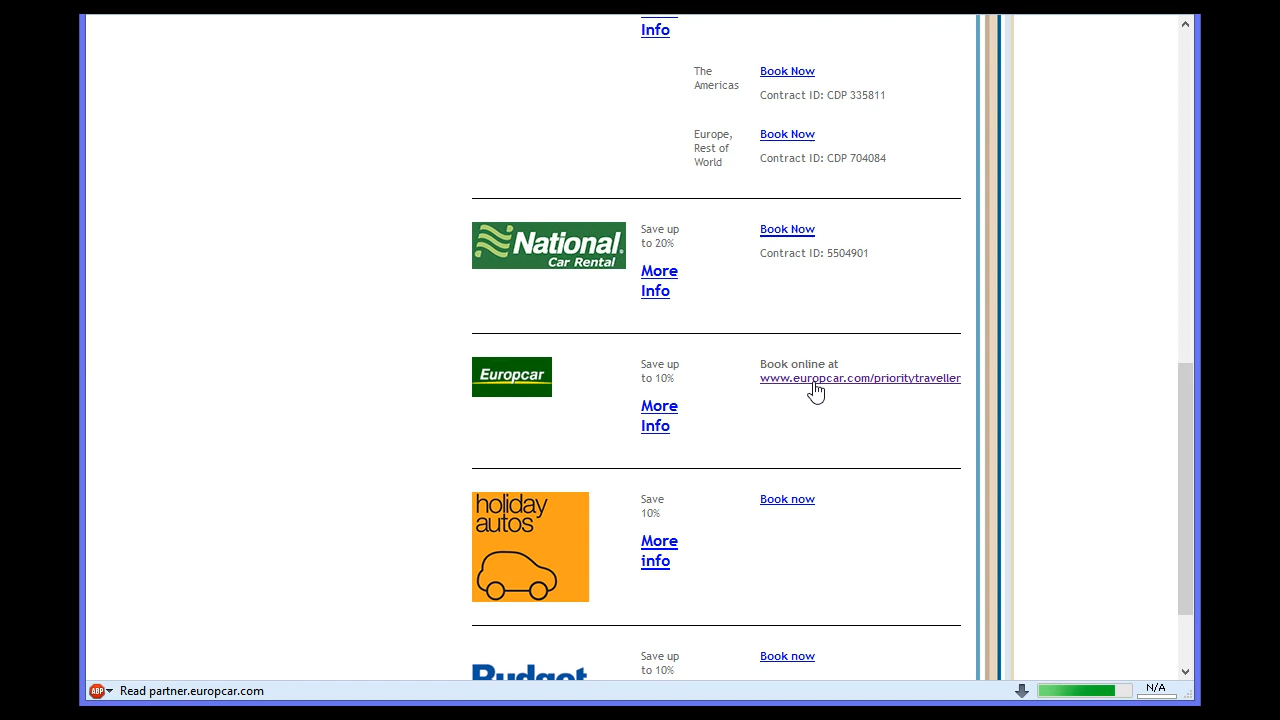 Info
The
Americas
Book Now
Contract ID: CDP 335811
Europe,
Rest of
World
Book Now
Contract ID: CDP 704084
National.
Car Rental
Save up
to 20%
More
Info
Book Now
Contract ID: 5504901
Europcar
Save up
to 10%
More
Info
Book online at
www.europcar.com/prioritytraveller
holiday
autos
Save
10%
More
info
Book now
Budget
Save up
to 10%
Book now
ABP
Read partner.europcar.com
N/A